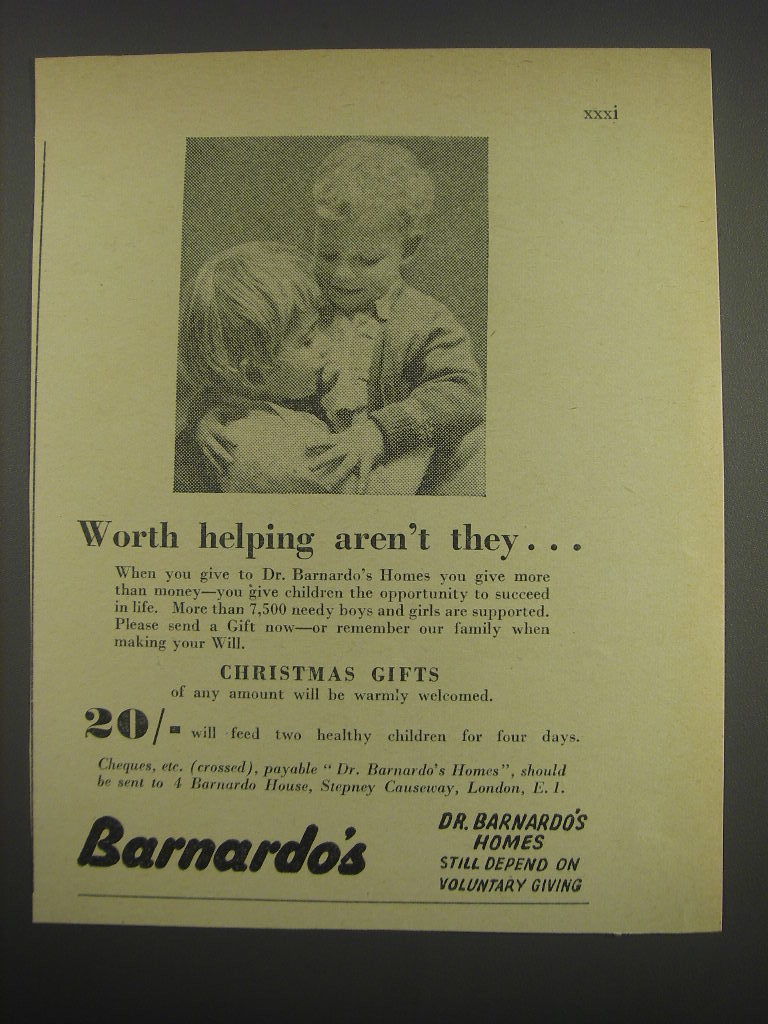 xxxi
Worth helping aren't they...
When you give to Dr. Barnardo's Homes you give more
than money—you give children the opportunity to succeed
in life. More than 7,500 needy boys and girls are supported.
Please send a Gift now—or remember our family when
making your Will.
CHRISTMAS GIFTS
of any amount will be warmly welcomed.
20/- will feed two healthy children for four days.
Cheques, etc. (crossed), payable "Dr. Barnardo's Homes", should
be sent to 4 Barnardo House, Stepney Causeway, London, E. 1.
Barnardo's
DR. BARNARDO'S
HOMES
STILL DEPEND ON
VOLUNTARY GIVING